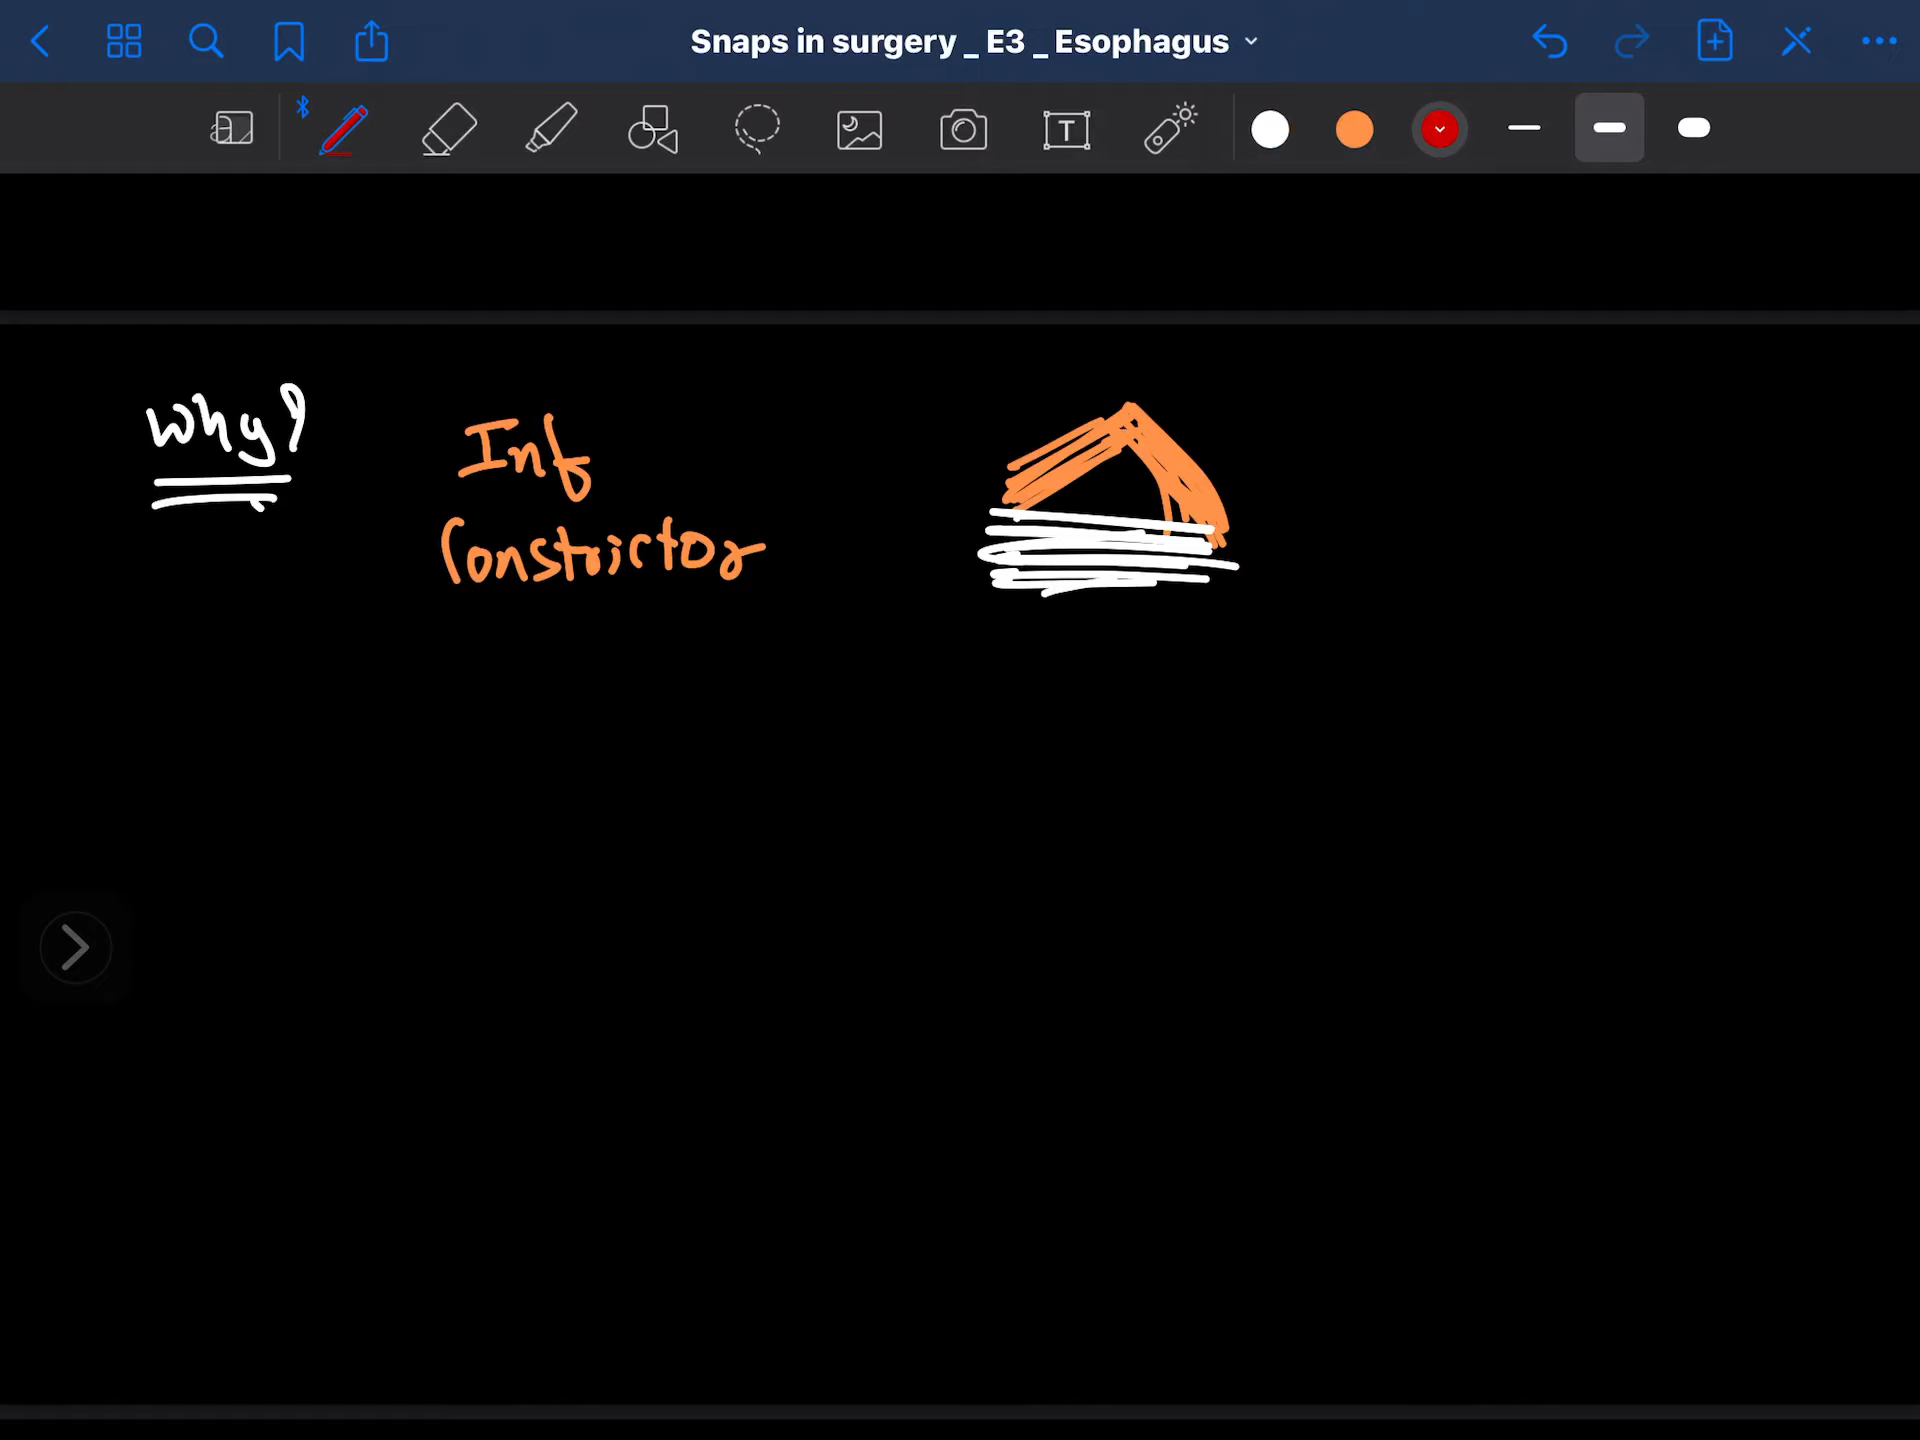 Snaps in surgery _ E3 _ Esophagus
Why?
Inf
Constrictor